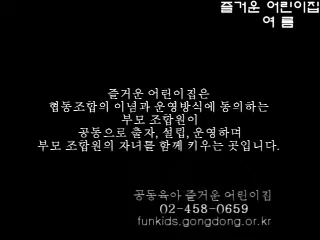 즐거운 어린이집
여 름
즐거운 어린이집은
협동조합의 이념과 운영방식에 동의하는
부모 조합원이
공동으로 출자, 설립, 운영하며
부모 조합원의 자녀를 함께 키우는 곳입니다.
공동육아 즐거운 어린이집
02-458-0659
funkids.gongdong.or.kr